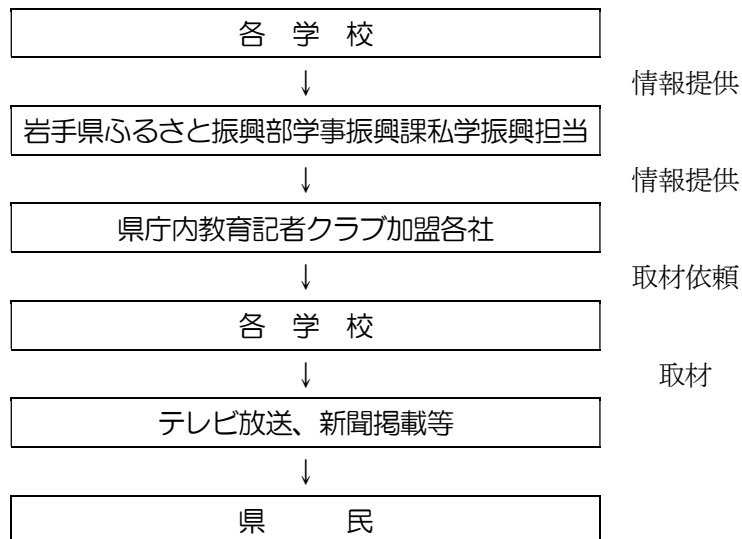 各　学　校
↓　情報提供
岩手県ふるさと振興部学事振興課私学振興担当
↓　情報提供
県庁内教育記者クラブ加盟各社
↓　取材依頼
各　学　校
↓　取材
テレビ放送、新聞掲載等
↓
県　　　民